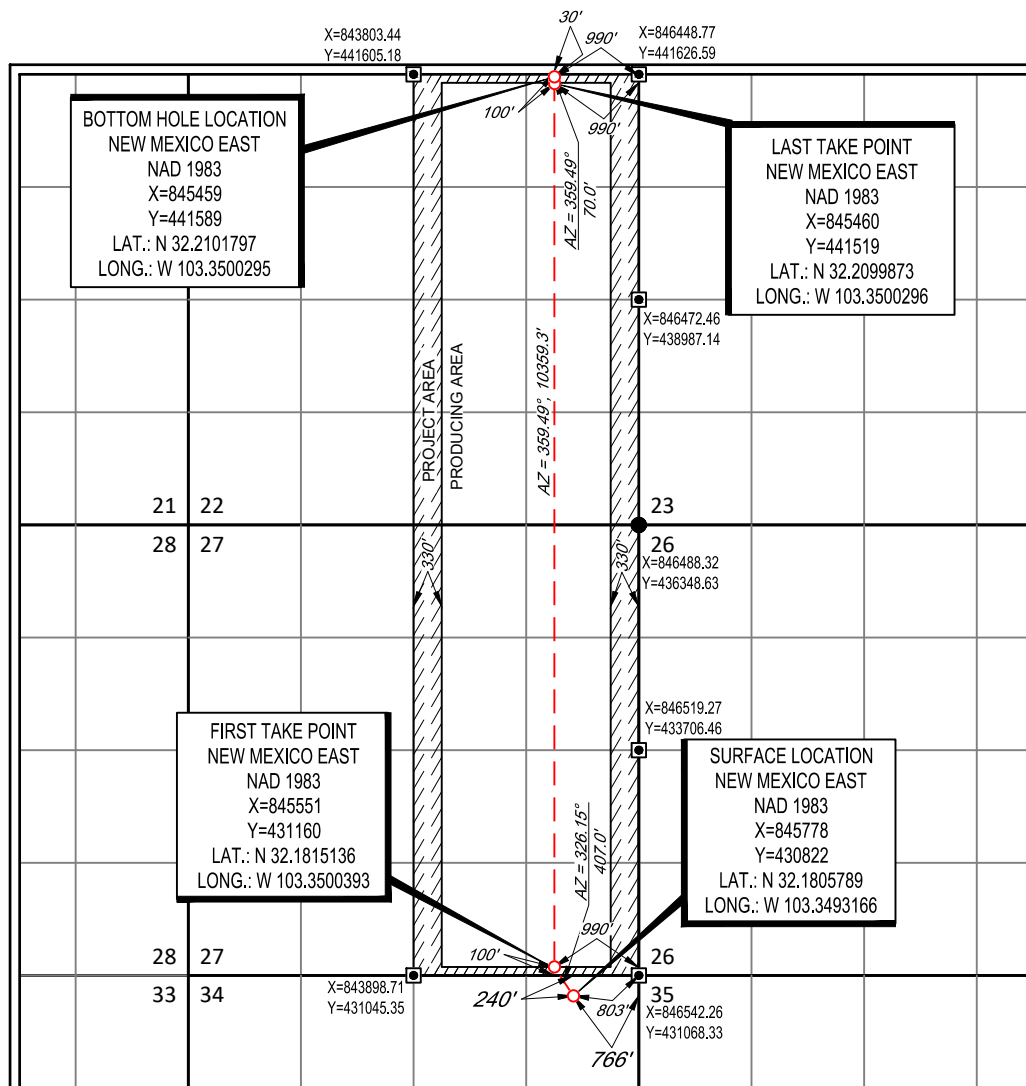 30'
X=843803.44
Y=441605.18
990'
X=846448.77
Y=441626.59
BOTTOM HOLE LOCATION
NEW MEXICO EAST
NAD 1983
X=845459
Y=441589
LAT.: N 32.2101797
LONG.: W 103.3500295
100'
990'
LAST TAKE POINT
NEW MEXICO EAST
NAD 1983
X=845460
Y=441519
LAT.: N 32.2099873
LONG.: W 103.3500296
AZ = 359.49°
70.0'
X=846472.46
Y=438987.14
PROJECT AREA
PRODUCING AREA
AZ = 359.49°, 10359.3'
21 22
23
28 27
26
330'
330'
X=846488.32
Y=436348.63
X=846519.27
Y=433706.46
FIRST TAKE POINT
NEW MEXICO EAST
NAD 1983
X=845551
Y=431160
LAT.: N 32.1815136
LONG.: W 103.3500393
SURFACE LOCATION
NEW MEXICO EAST
NAD 1983
X=845778
Y=430822
LAT.: N 32.1805789
LONG.: W 103.3493166
AZ = 326.15°
407.0'
990'
100'
28 27
26
33 34
35
X=843898.71
Y=431045.35
240'
803'
X=846542.26
Y=431068.33
766'